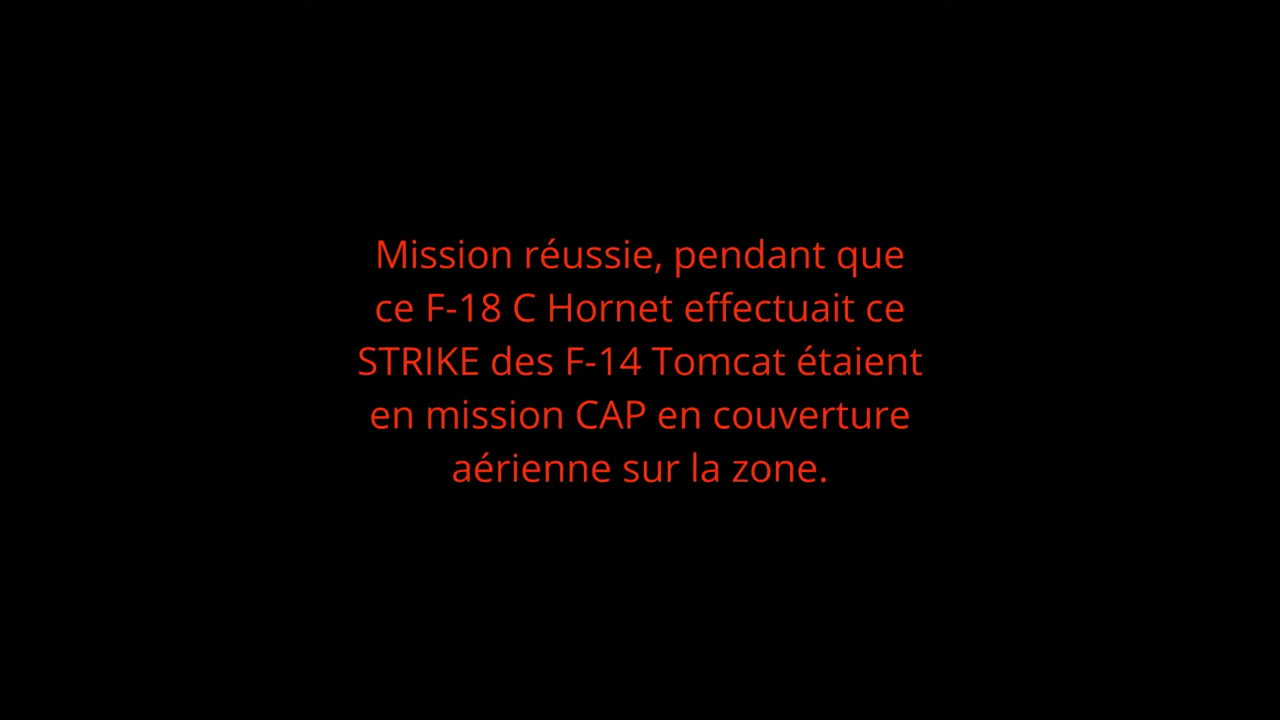 Mission réussie, pendant que
ce F-18 C Hornet effectuait ce
STRIKE des F-14 Tomcat étaient
en mission CAP en couverture
aérienne sur la zone.